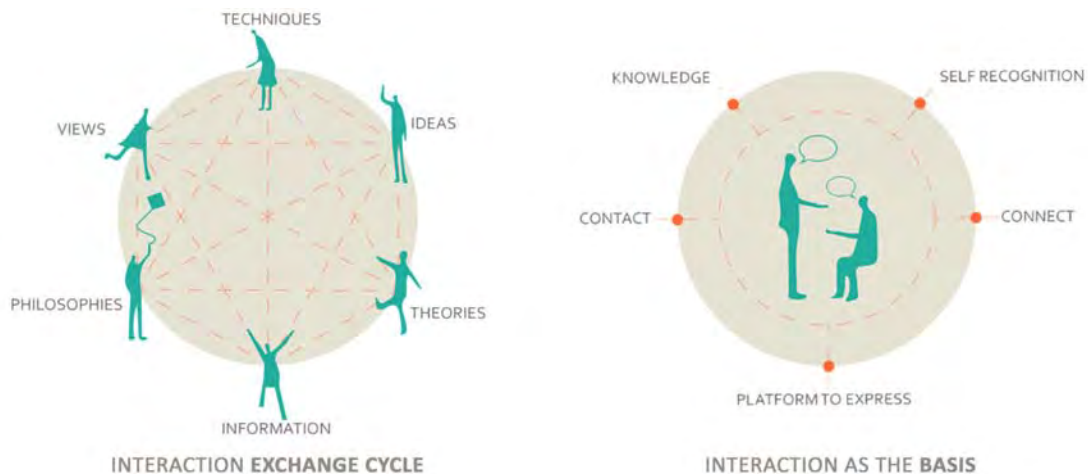 TECHNIQUES
VIEWS
IDEAS
PHILOSOPHIES
THEORIES
INFORMATION
INTERACTION EXCHANGE CYCLE
KNOWLEDGE
SELF RECOGNITION
CONTACT
CONNECT
PLATFORM TO EXPRESS
INTERACTION AS THE BASIS